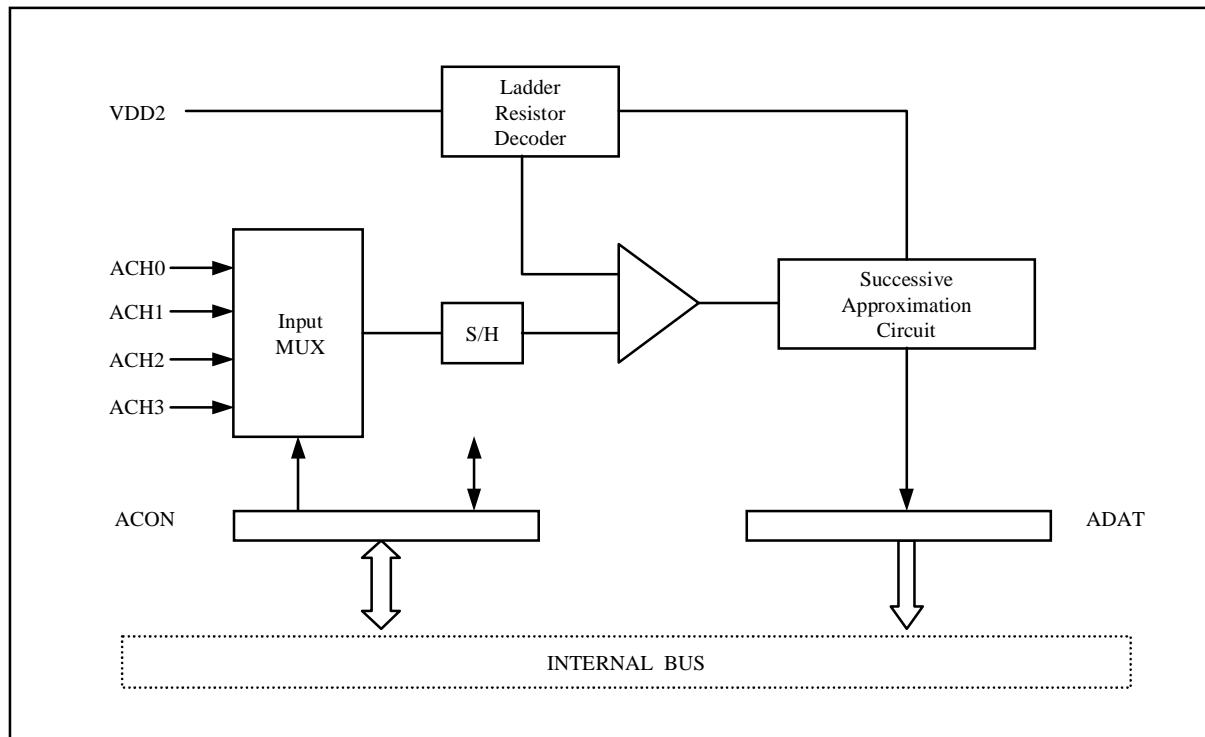 Ladder
Resistor
Decoder
VDD2
ACH0
ACH1
ACH2
ACH3
Input
MUX
S/H
Successive
Approximation
Circuit
ACON
ADAT
INTERNAL BUS